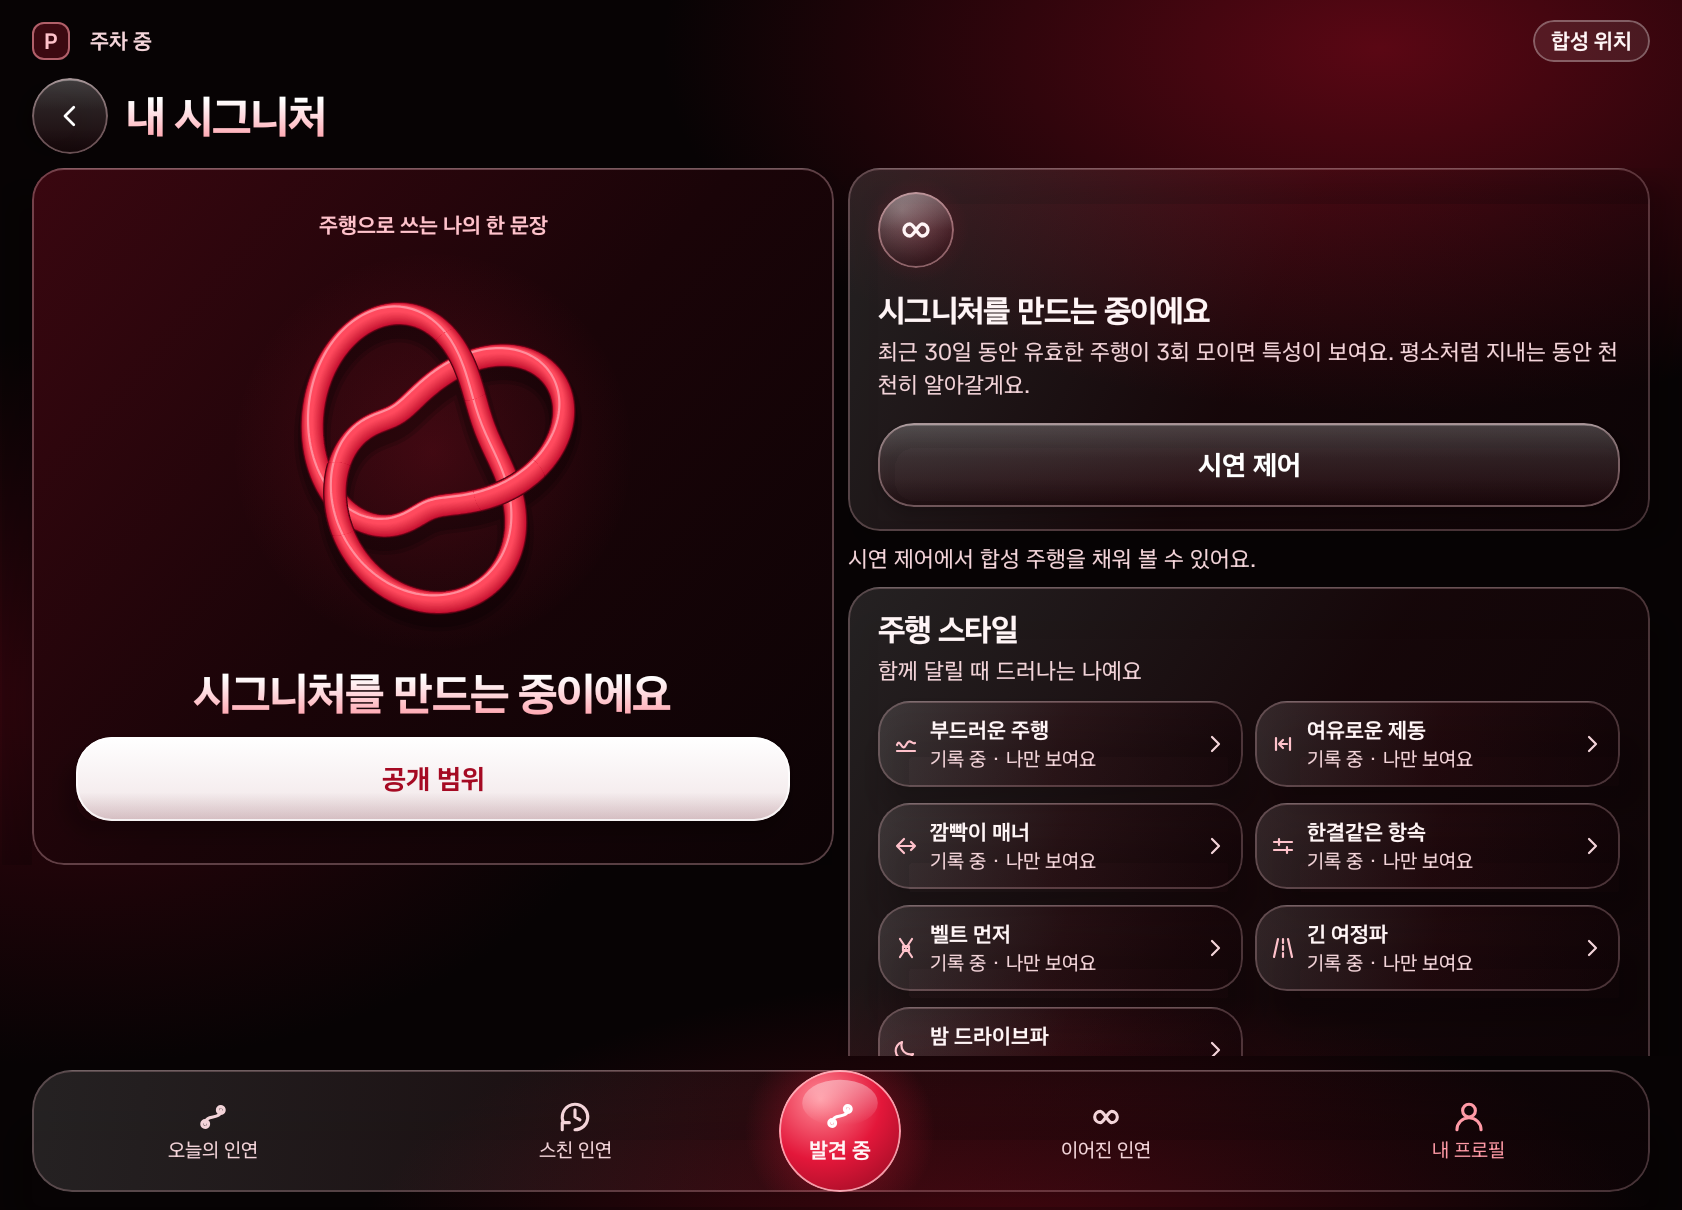 P 주차 중
합성 위치
내 시그니처
주행으로 쓰는 나의 한 문장
시그니처를 만드는 중이에요
공개 범위
시그니처를 만드는 중이에요
최근 30일 동안 유효한 주행이 3회 모이면 특성이 보여요. 평소처럼 지내는 동안 천
천히 알아갈게요.
시연 제어
시연 제어에서 합성 주행을 채워 볼 수 있어요.
주행 스타일
함께 달릴 때 드러나는 나예요
부드러운 주행
기록 중 · 나만 보여요
여유로운 제동
기록 중 · 나만 보여요
깜빡이 매너
기록 중 · 나만 보여요
한결같은 항속
기록 중 · 나만 보여요
벨트 먼저
기록 중 · 나만 보여요
긴 여정파
기록 중 · 나만 보여요
밤 드라이브파
오늘의 인연
스친 인연
발견 중
이어진 인연
내 프로필